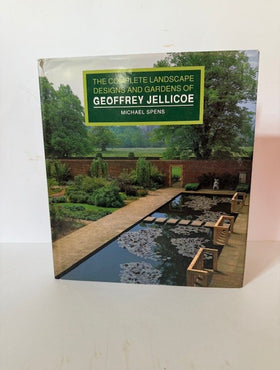 THE COMPLETE LANDSCAPE
DESIGNS AND GARDENS OF
GEOFFREY JELLICOE
MICHAEL SPENS